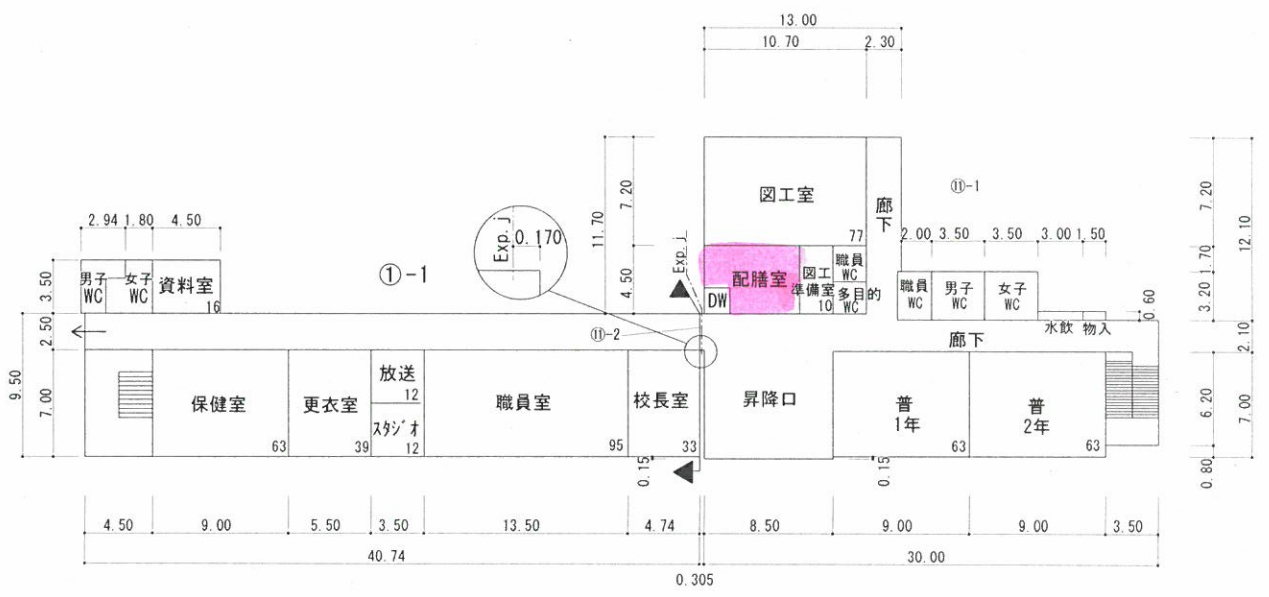 13.00
10.70
2.30
図工室
77
廊下
⑪-1
7.20
11.70
4.50
Exp.j
0.170
Exp.j
2.94
1.80
4.50
3.50
男子
WC
女子
WC
資料室
16
①-1
配膳室
DW
図工
準備室
10
職員
WC
多目的
WC
2.00
3.50
3.50
3.00
1.50
職員
WC
男子
WC
女子
WC
水飲
物入
0.60
7.20
1.70
3.20
12.10
2.10
6.20
7.00
0.80
廊下
⑪-2
2.50
9.50
7.00
保健室
63
更衣室
39
放送
12
スタジオ
12
職員室
95
校長室
33
昇降口
普
1年
63
普
2年
63
0.15
0.15
4.50
9.00
5.50
3.50
13.50
4.74
8.50
9.00
9.00
3.50
40.74
30.00
0.305